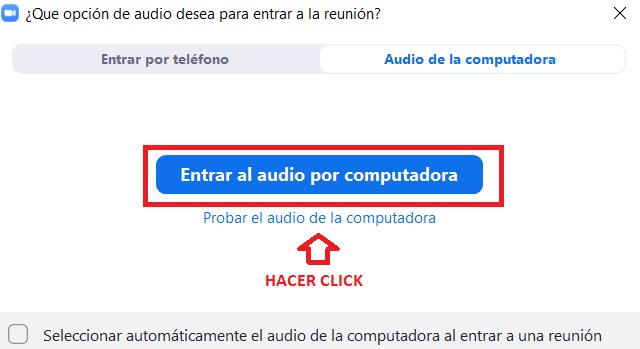 ¿Que opción de audio desea para entrar a la reunión?
Entrar por teléfono
Audio de la computadora
Entrar al audio por computadora
Probar el audio de la computadora
HACER CLICK
Seleccionar automáticamente el audio de la computadora al entrar a una reunión